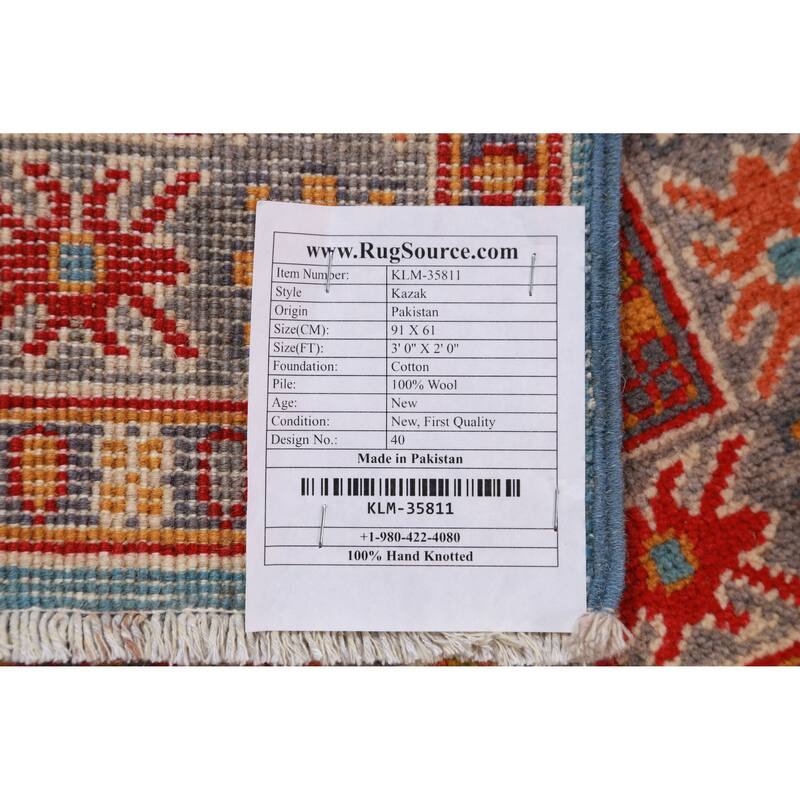 www.RugSource.com
Item Number: KLM-35811
Style Kazak
Origin Pakistan
Size(CM): 91 X 61
Size(FT): 3' 0" X 2' 0"
Foundation: Cotton
Pile: 100% Wool
Age: New
Condition: New, First Quality
Design No.: 40
Made in Pakistan
KLM-35811
+1-980-422-4080
100% Hand Knotted